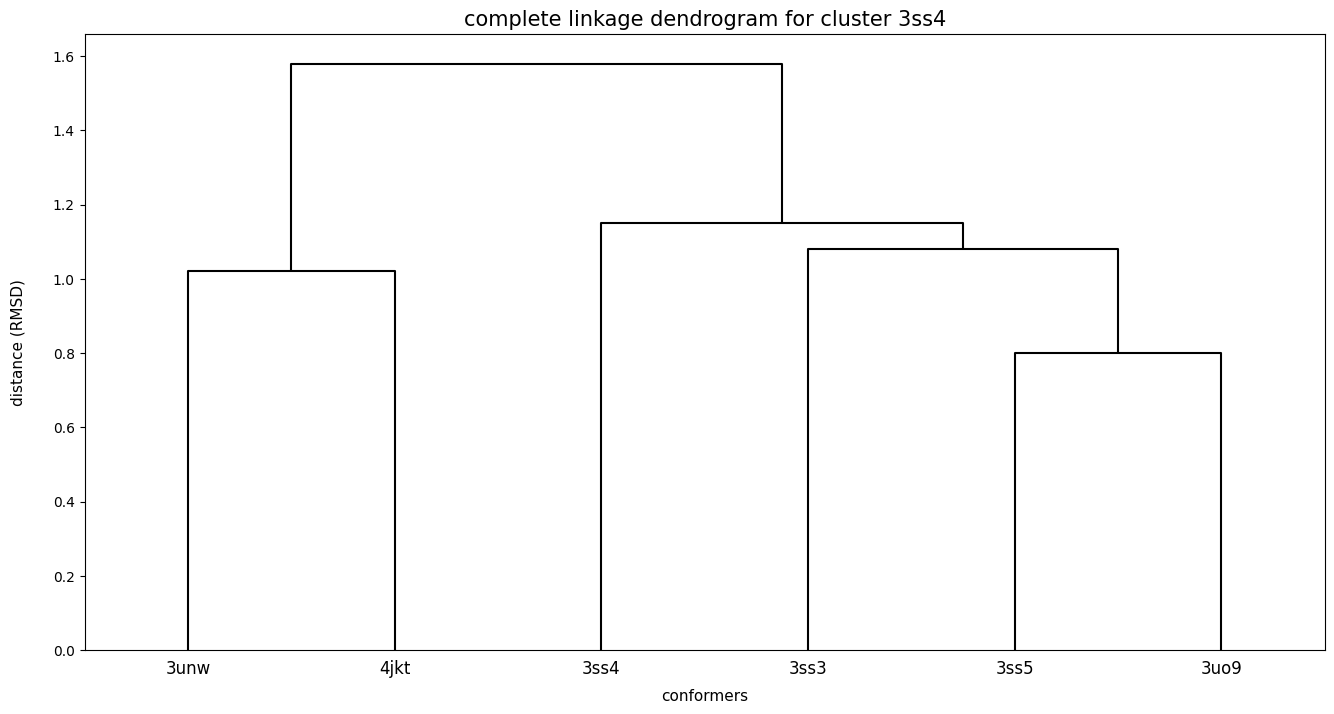 complete linkage dendrogram for cluster 3ss4
1.6
1.4
1.2
1.0
0.8
0.6
0.4
0.2
0.0
distance (RMSD)
3unw 4jkt 3ss4 3ss3 3ss5 3uo9
conformers